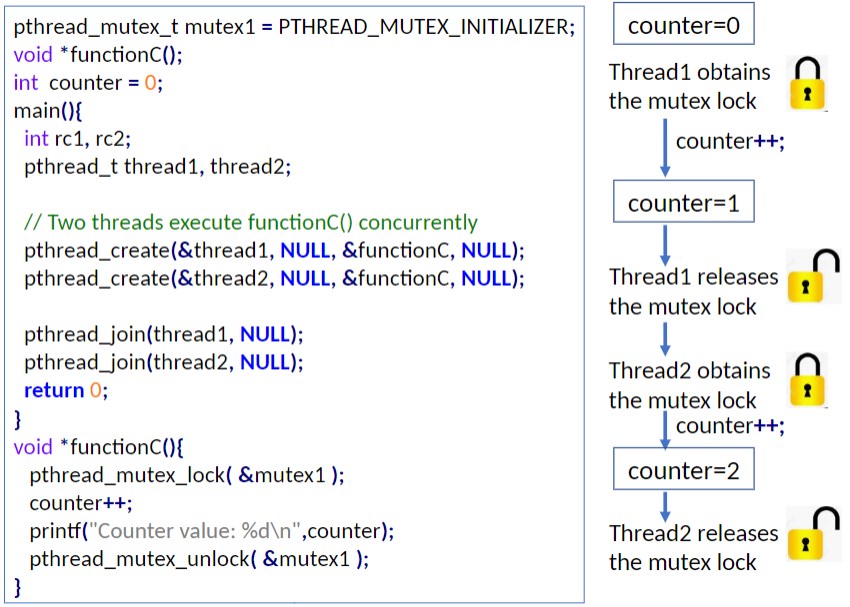 pthread_mutex_t mutex1 = PTHREAD_MUTEX_INITIALIZER;
void *functionC();
int counter = 0;
main(){
int rc1, rc2;
pthread_t thread1, thread2;
// Two threads execute functionC() concurrently
pthread_create(&thread1, NULL, &functionC, NULL);
pthread_create(&thread2, NULL, &functionC, NULL);
pthread_join(thread1, NULL);
pthread_join(thread2, NULL);
return 0;
}
void *functionC(){
pthread_mutex_lock( &mutex1 );
counter++;
printf("Counter value: %d\n",counter);
pthread_mutex_unlock( &mutex1 );
}
counter=0
Thread1 obtains
the mutex lock
counter++;
counter=1
Thread1 releases
the mutex lock
Thread2 obtains
the mutex lock
counter++;
counter=2
Thread2 releases
the mutex lock